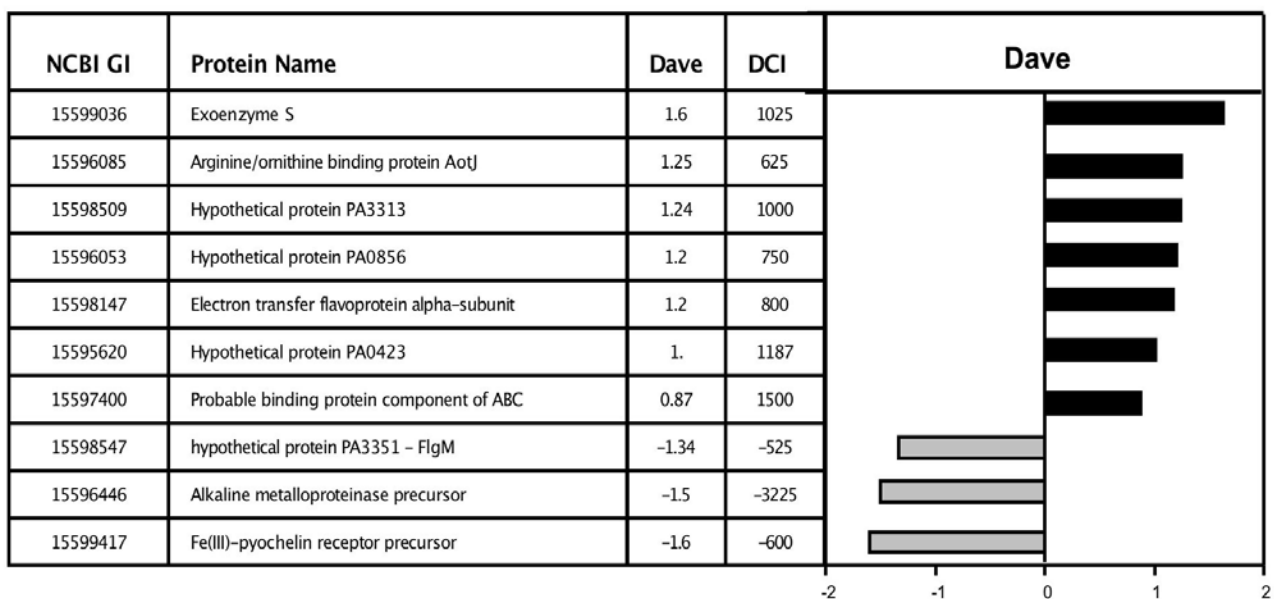 NCBI GI Protein Name Dave DCI Dave
15599036 Exoenzyme S 1.6 1025
15596085 Arginine/ornithine binding protein AotJ 1.25 625
15598509 Hypothetical protein PA3313 1.24 1000
15596053 Hypothetical protein PA0856 1.2 750
15598147 Electron transfer flavoprotein alpha-subunit 1.2 800
15595620 Hypothetical protein PA0423 1. 1187
15597400 Probable binding protein component of ABC 0.87 1500
15598547 hypothetical protein PA3351 – FlgM −1.34 −525
15596446 Alkaline metalloproteinase precursor −1.5 −3225
15599417 Fe(III)-pyochelin receptor precursor −1.6 −600
-2 -1 0 1 2